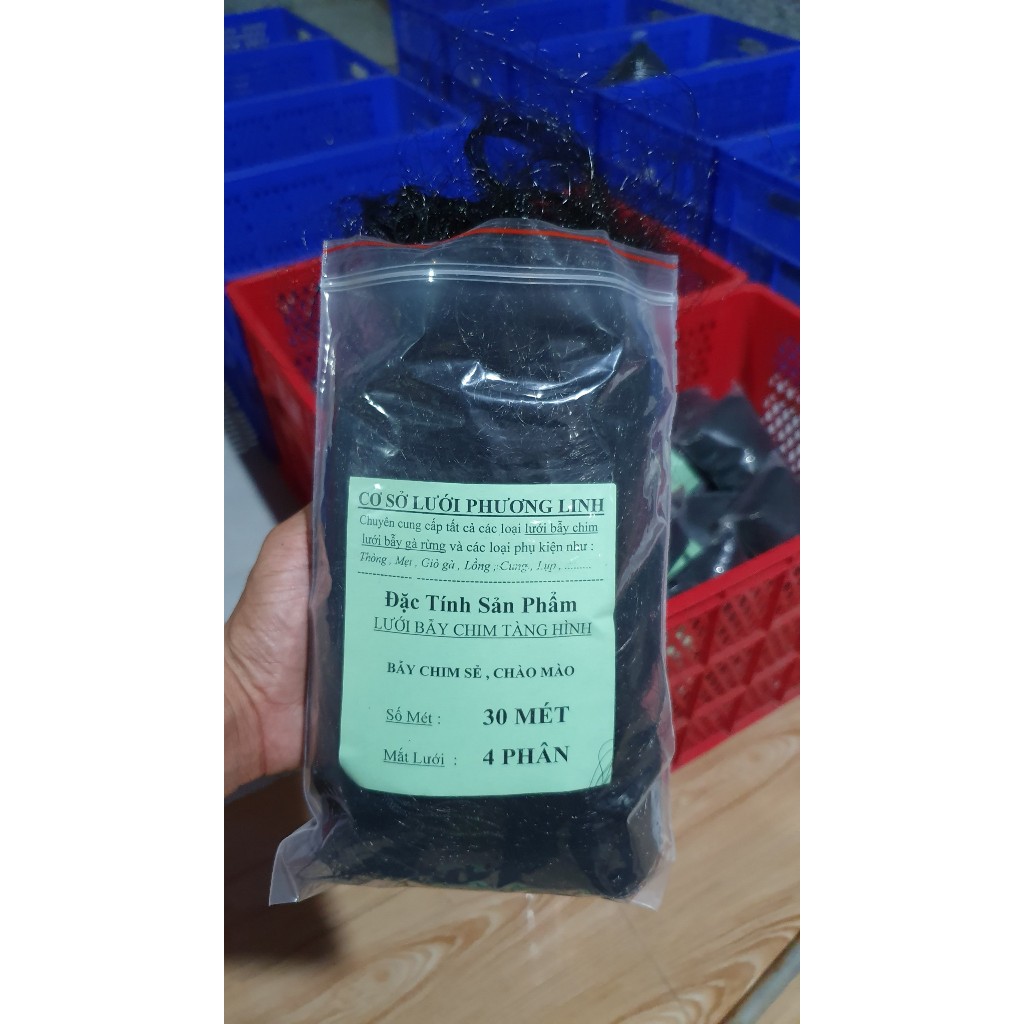 CƠ SỞ LƯỚI PHƯƠNG LINH
Chuyên cung cấp tất cả các loại lưới bẫy chim
lưới bẫy gà rừng và các loại phụ kiện như :
Thòng , Mẹt , Giò gà , Lồng , Cung , Lụp , ........
Đặc Tính Sản Phẩm
LƯỚI BẪY CHIM TÀNG HÌNH
BẪY CHIM SẺ , CHÀO MÀO
Số Mét : 30 MÉT
Mắt Lưới : 4 PHÂN